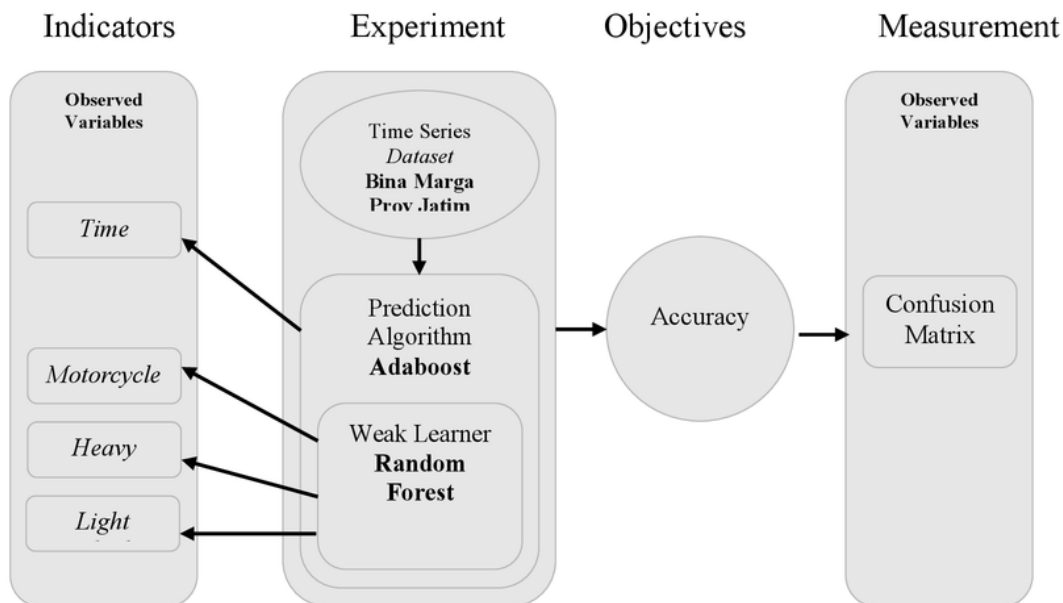 Indicators
Experiment
Objectives
Measurement
Observed
Variables
Time
Motorcycle
Heavy
Light
Time Series
Dataset
Bina Marga
Prov Jatim
Prediction
Algorithm
Adaboost
Weak Learner
Random
Forest
Accuracy
Observed
Variables
Confusion
Matrix